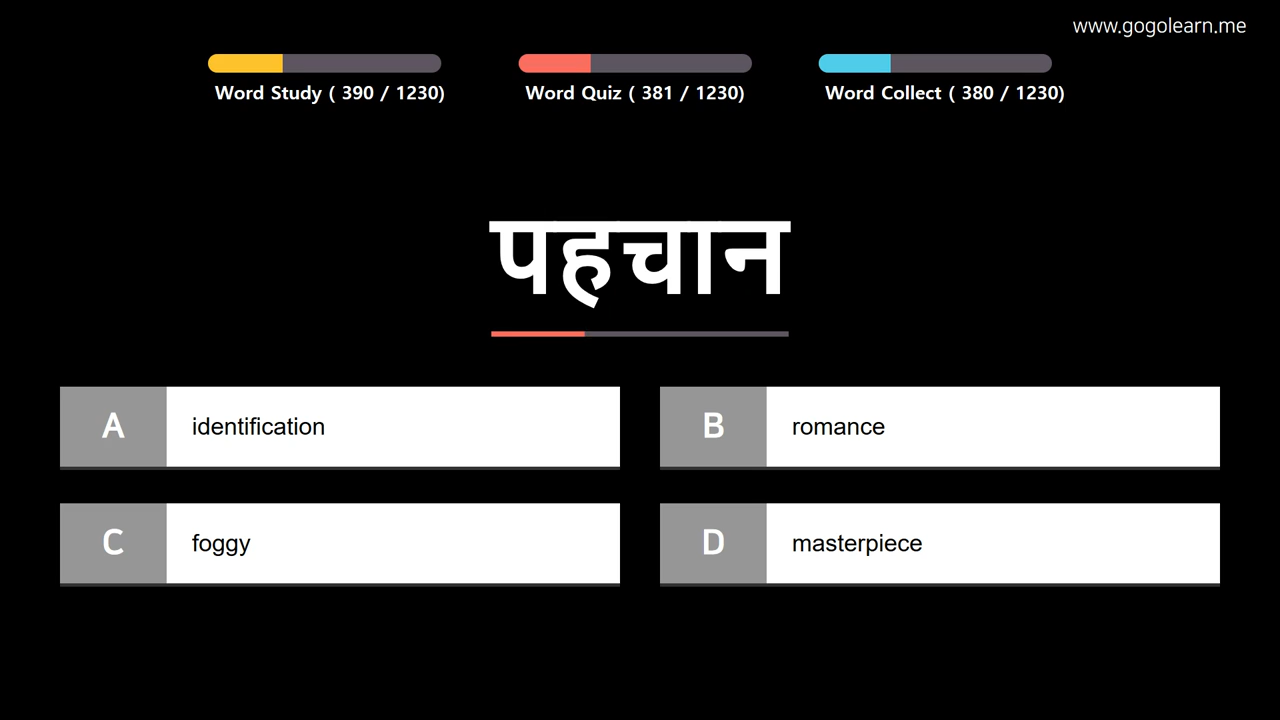 www.gogolearn.me
Word Study ( 390 / 1230)
Word Quiz ( 381 / 1230)
Word Collect ( 380 / 1230)
पहचान
A identification
B romance
C foggy
D masterpiece